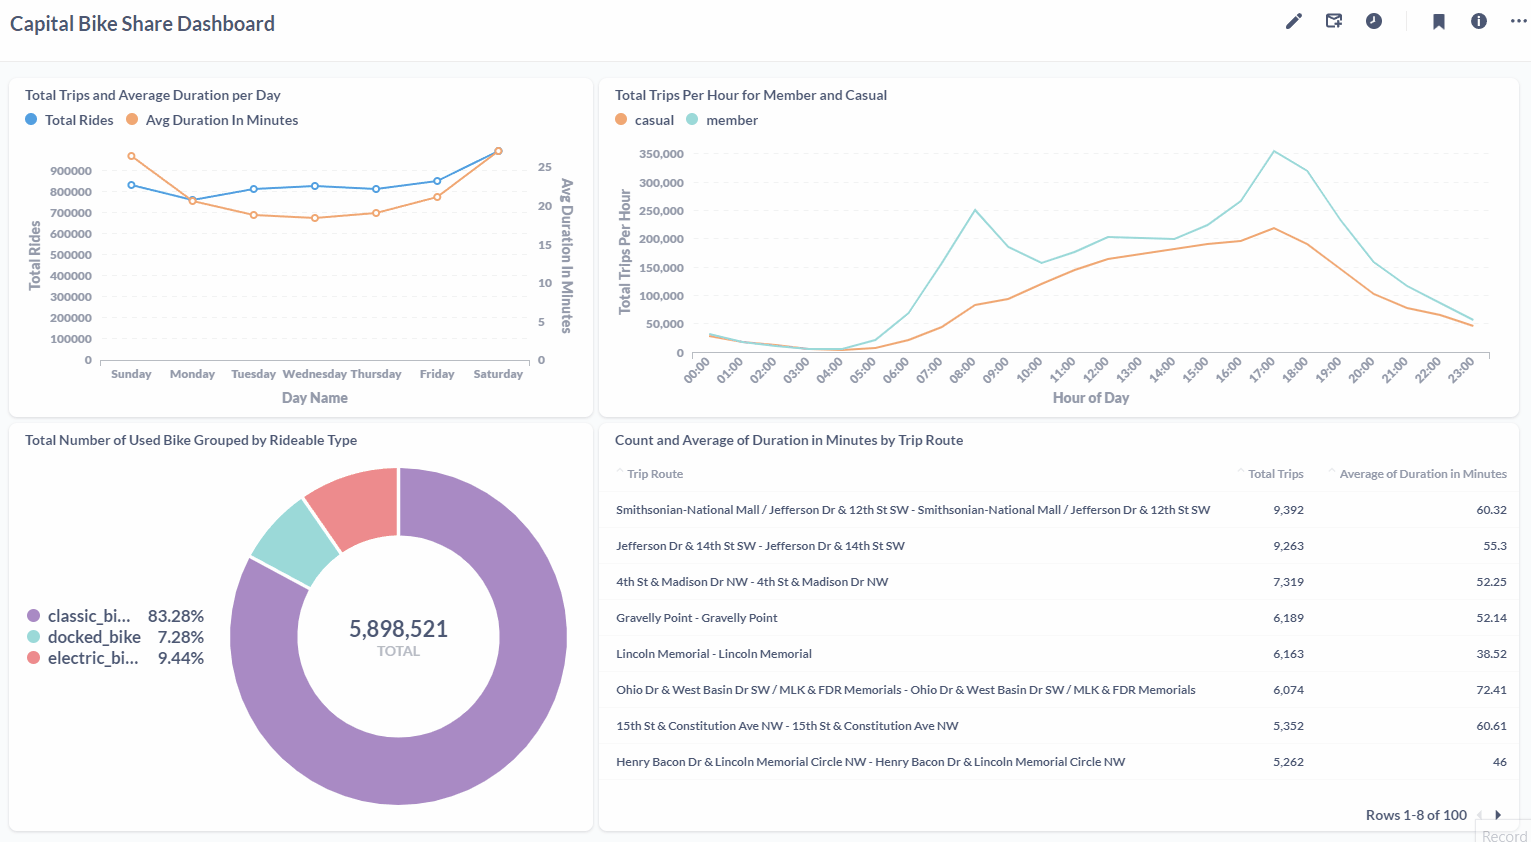 Capital Bike Share Dashboard
Total Trips and Average Duration per Day
Total Rides Avg Duration In Minutes
900000
800000
700000
600000
500000
400000
300000
200000
100000
0
Total Rides
25
20
15
10
5
0
Avg Duration In Minutes
Sunday Monday Tuesday Wednesday Thursday Friday Saturday
Day Name
Total Trips Per Hour for Member and Casual
casual member
350,000
300,000
250,000
200,000
150,000
100,000
50,000
0
Total Trips Per Hour
00:00 01:00 02:00 03:00 04:00 05:00 06:00 07:00 08:00 09:00 10:00 11:00 12:00 13:00 14:00 15:00 16:00 17:00 18:00 19:00 20:00 21:00 22:00 23:00
Hour of Day
Total Number of Used Bike Grouped by Rideable Type
classic_bi... 83.28%
docked_bike 7.28%
electric_bi... 9.44%
5,898,521
TOTAL
Count and Average of Duration in Minutes by Trip Route
Trip Route Total Trips Average of Duration in Minutes
Smithsonian-National Mall / Jefferson Dr & 12th St SW - Smithsonian-National Mall / Jefferson Dr & 12th St SW 9,392 60.32
Jefferson Dr & 14th St SW - Jefferson Dr & 14th St SW 9,263 55.3
4th St & Madison Dr NW - 4th St & Madison Dr NW 7,319 52.25
Gravelly Point - Gravelly Point 6,189 52.14
Lincoln Memorial - Lincoln Memorial 6,163 38.52
Ohio Dr & West Basin Dr SW / MLK & FDR Memorials - Ohio Dr & West Basin Dr SW / MLK & FDR Memorials 6,074 72.41
15th St & Constitution Ave NW - 15th St & Constitution Ave NW 5,352 60.61
Henry Bacon Dr & Lincoln Memorial Circle NW - Henry Bacon Dr & Lincoln Memorial Circle NW 5,262 46
Rows 1-8 of 100
Record